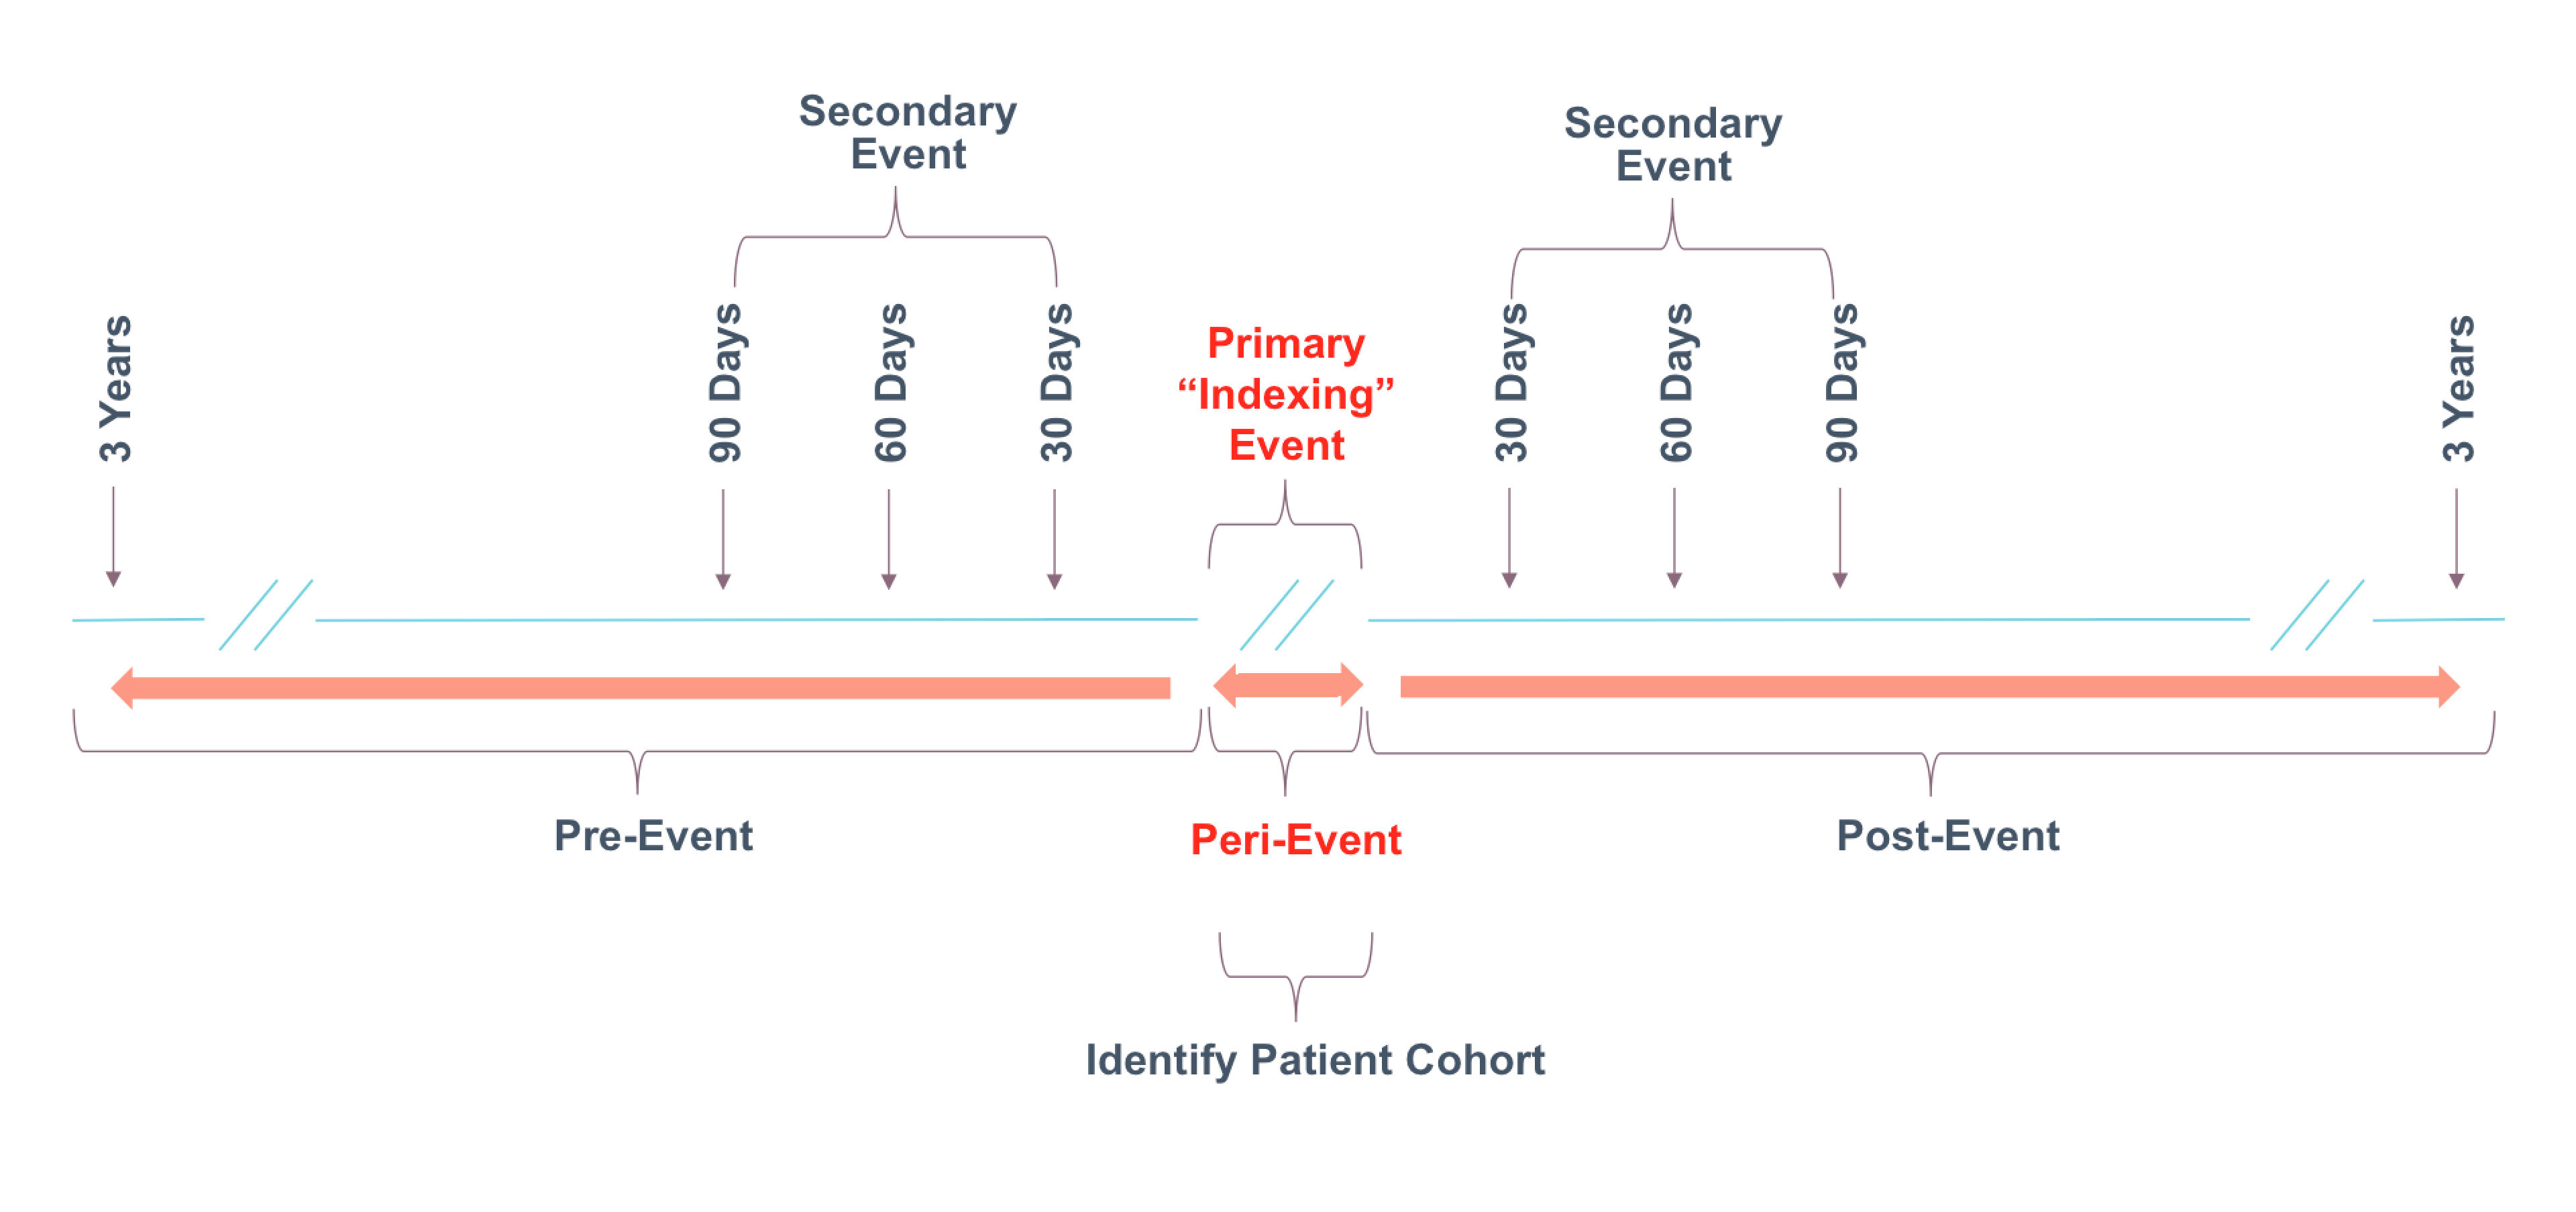 Secondary
Event
Secondary
Event
3 Years
90 Days
60 Days
30 Days
Primary
“Indexing”
Event
30 Days
60 Days
90 Days
3 Years
Pre-Event
Peri-Event
Post-Event
Identify Patient Cohort